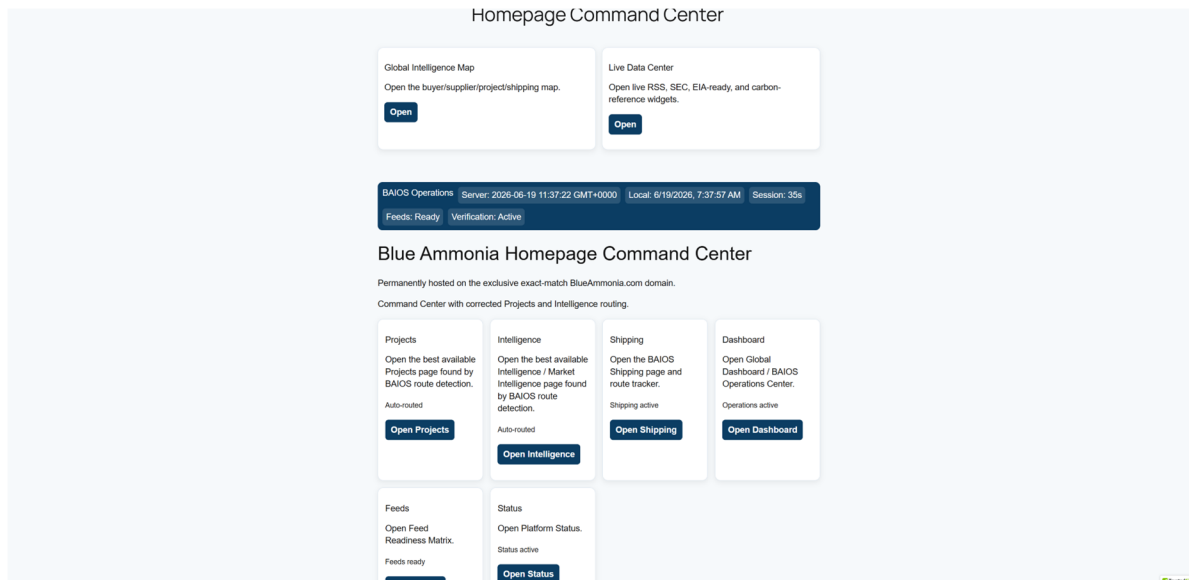 Homepage Command Center
Global Intelligence Map
Open the buyer/supplier/project/shipping map.
Open
Live Data Center
Open live RSS, SEC, EIA-ready, and carbon-
reference widgets.
Open
BAIOS Operations
Server: 2026-06-19 11:37:22 GMT+0000
Local: 6/19/2026, 7:37:57 AM
Session: 35s
Feeds: Ready
Verification: Active
Blue Ammonia Homepage Command Center
Permanently hosted on the exclusive exact-match BlueAmmonia.com domain.
Command Center with corrected Projects and Intelligence routing.
Projects
Open the best available
Projects page found by
BAIOS route detection.
Auto-routed
Open Projects
Intelligence
Open the best available
Intelligence / Market
Intelligence page found
by BAIOS route
detection.
Auto-routed
Open Intelligence
Shipping
Open the BAIOS
Shipping page and
route tracker.
Shipping active
Open Shipping
Dashboard
Open Global
Dashboard / BAIOS
Operations Center.
Operations active
Open Dashboard
Feeds
Open Feed
Readiness Matrix.
Feeds ready
Status
Open Platform Status.
Status active
Open Status